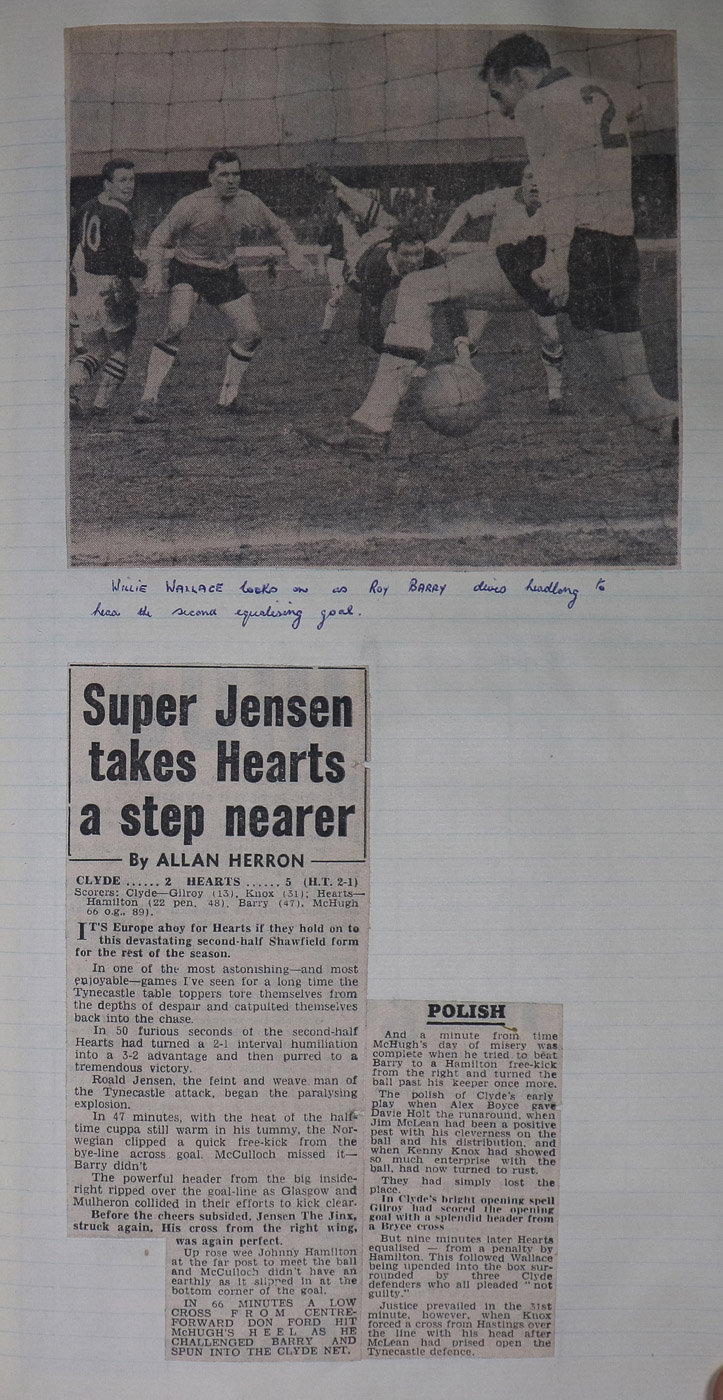 10
2
WILLIE WALLACE looks on as ROY BARRY dives headlong to
head the second equalising goal.
Super Jensen
takes Hearts
a step nearer
By ALLAN HERRON
CLYDE ...... 2 HEARTS ...... 5 (H.T. 2-1)
Scorers: Clyde—Gilroy (13), Knox (31); Hearts—
Hamilton (22 pen, 48), Barry (47), McHugh
66 o.g., 89).
IT'S Europe ahoy for Hearts if they hold on to
this devastating second-half Shawfield form
for the rest of the season.
In one of the most astonishing—and most
enjoyable—games I've seen for a long time the
Tynecastle table toppers tore themselves from
the depths of despair and catpulted themselves
back into the chase.
In 50 furious seconds of the second-half
Hearts had turned a 2-1 interval humiliation
into a 3-2 advantage and then purred to a
tremendous victory.
Roald Jensen, the feint and weave man of
the Tynecastle attack, began the paralysing
explosion.
In 47 minutes, with the heat of the half-
time cuppa still warm in his tummy, the Nor-
wegian clipped a quick free-kick from the
bye-line across goal. McCulloch missed it—
Barry didn't
The powerful header from the big inside-
right ripped over the goal-line as Glasgow and
Mulheron collided in their efforts to kick clear.
Before the cheers subsided, Jensen The Jinx,
struck again. His cross from the right wing,
was again perfect.
Up rose wee Johnny Hamilton
at the far post to meet the ball
and McCulloch didn't have an
earthly as it slipped in at the
bottom corner of the goal.
IN 66 MINUTES A LOW
CROSS FROM CENTRE-
FORWARD DON FORD HIT
McHUGH'S HEEL AS HE
CHALLENGED BARRY AND
SPUN INTO THE CLYDE NET.
POLISH
And a minute from time
McHugh's day of misery was
complete when he tried to beat
Barry to a Hamilton free-kick
from the right and turned the
ball past his keeper once more.
The polish of Clyde's early
play when Alex Boyce gave
Davie Holt the runaround, when
Jim McLean had been a positive
pest with his cleverness on the
ball and his distribution, and
when Kenny Knox had showed
so much enterprise with the
ball, had now turned to rust.
They had simply lost the
place.
In Clyde's bright opening spell
Gilroy had scored the opening
goal with a splendid header from
a Bryce cross
But nine minutes later Hearts
equalised — from a penalty by
Hamilton. This followed Wallace
being upended into the box sur-
rounded by three Clyde
defenders who all pleaded "not
guilty."
Justice prevailed in the 31st
minute, however, when Knox
forced a cross from Hastings over
the line with his head after
McLean had prised open the
Tynecastle defence.